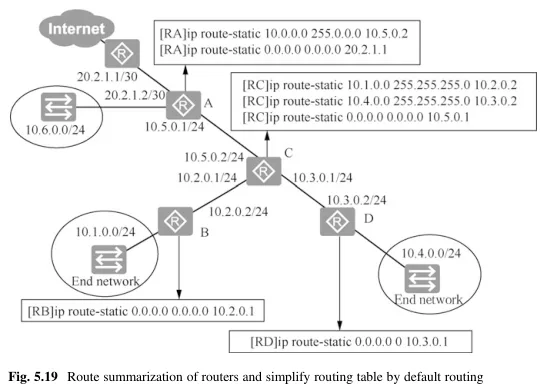 Internet
[RA]ip route-static 10.0.0.0 255.0.0.0 10.5.0.2
[RA]ip route-static 0.0.0.0 0.0.0.0 20.2.1.1
R
20.2.1.1/30
[RC]ip route-static 10.1.0.0 255.255.255.0 10.2.0.2
[RC]ip route-static 10.4.0.0 255.255.255.0 10.3.0.2
[RC]ip route-static 0.0.0.0 0.0.0.0 10.5.0.1
20.2.1.2/30
R
A
10.6.0.0/24
10.5.0.1/24
10.5.0.2/24
C
10.2.0.1/24
R
10.3.0.1/24
10.3.0.2/24
10.2.0.2/24
R
B
R
D
10.1.0.0/24
End network
10.4.0.0/24
End network
[RB]ip route-static 0.0.0.0 0.0.0.0 10.2.0.1
[RD]ip route-static 0.0.0.0 0 10.3.0.1
Fig. 5.19 Route summarization of routers and simplify routing table by default routing